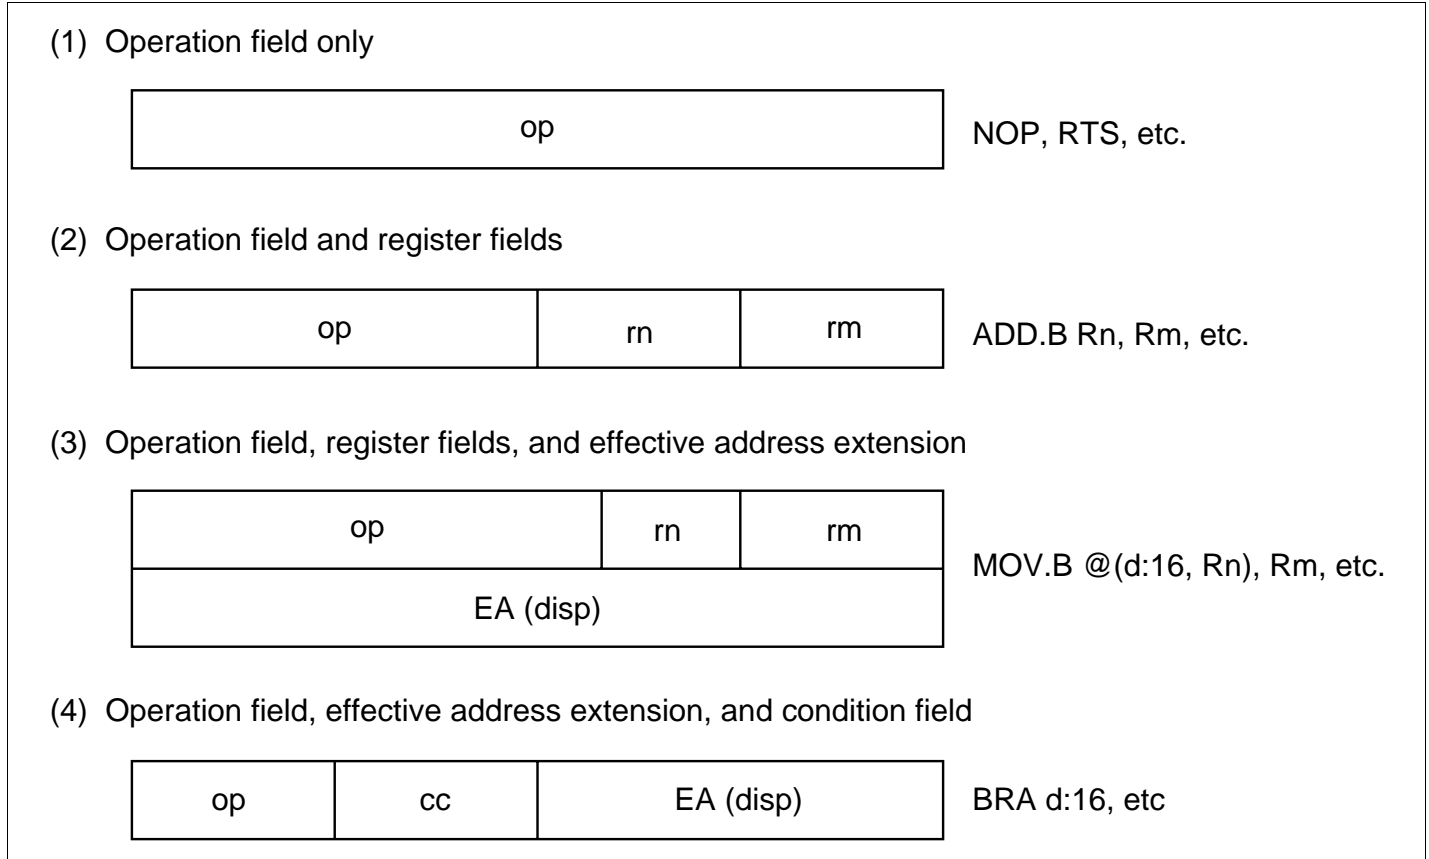 (1) Operation field only
op
NOP, RTS, etc.
(2) Operation field and register fields
op rn rm
ADD.B Rn, Rm, etc.
(3) Operation field, register fields, and effective address extension
op rn rm
MOV.B @(d:16, Rn), Rm, etc.
EA (disp)
(4) Operation field, effective address extension, and condition field
op cc EA (disp)
BRA d:16, etc